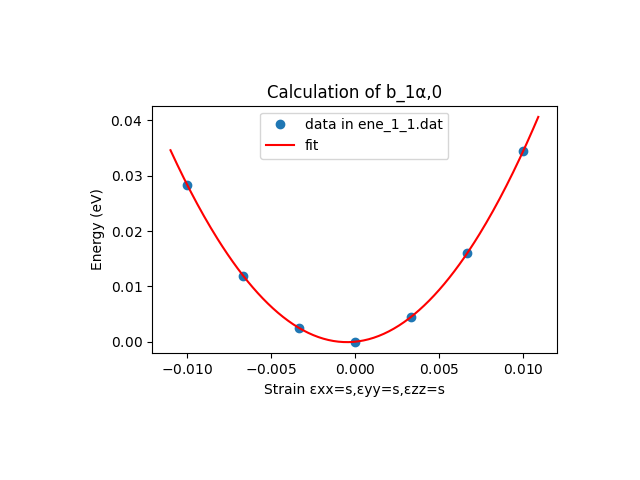 Calculation of b_1α,0
data in ene_1_1.dat
fit
Energy (eV)
0.04
0.03
0.02
0.01
0.00
−0.010
−0.005
0.000
0.005
0.010
Strain εxx=s,εyy=s,εzz=s